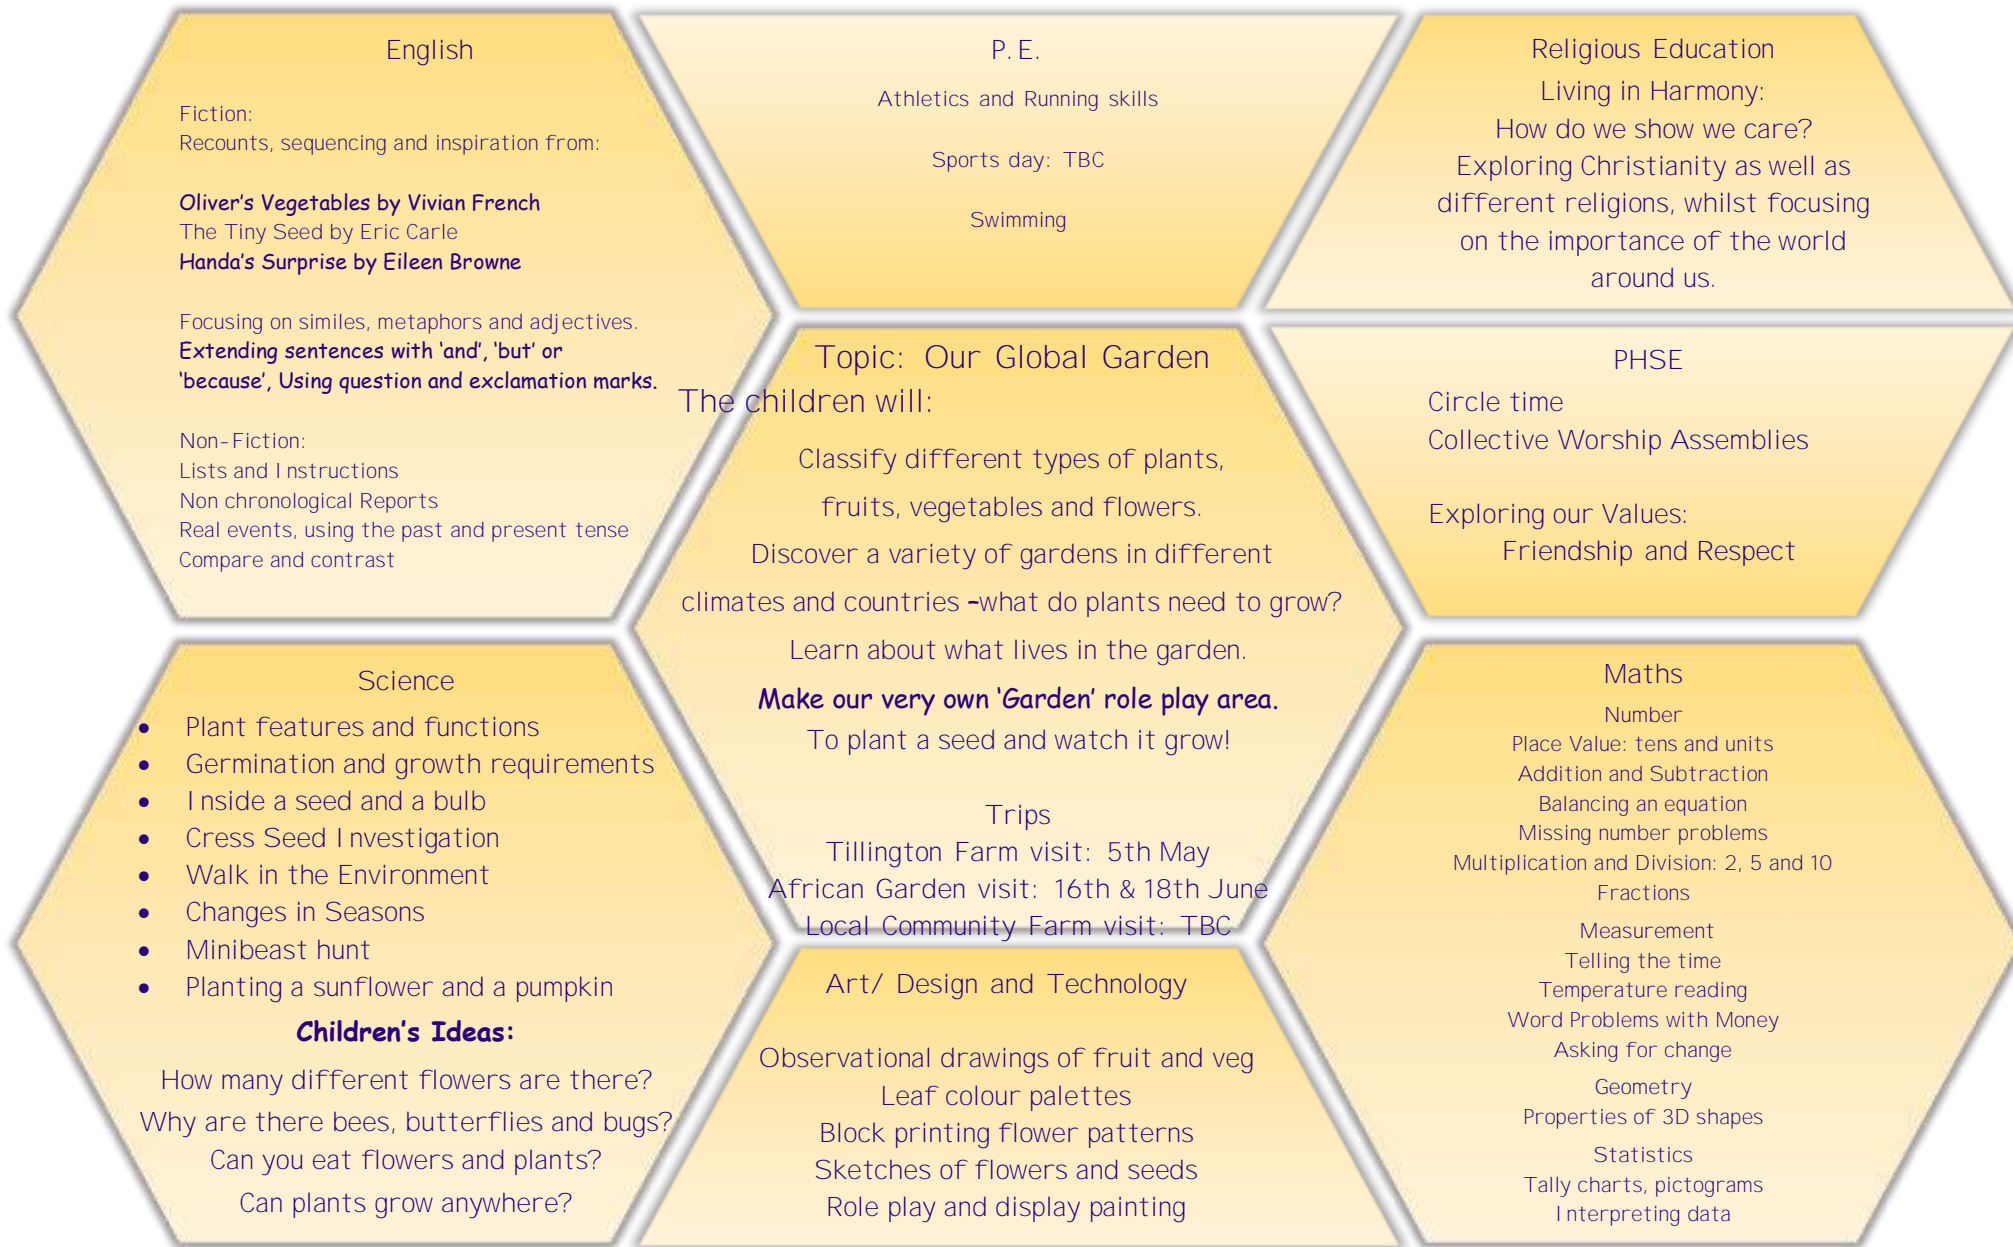 English
Fiction:
Recounts, sequencing and inspiration from:
Oliver's Vegetables by Vivian French
The Tiny Seed by Eric Carle
Handa's Surprise by Eileen Browne
Focusing on similes, metaphors and adjectives.
Extending sentences with 'and', 'but' or
'because', Using question and exclamation marks.
Non-Fiction:
Lists and Instructions
Non chronological Reports
Real events, using the past and present tense
Compare and contrast
P.E.
Athletics and Running skills
Sports day: TBC
Swimming
Religious Education
Living in Harmony:
How do we show we care?
Exploring Christianity as well as
different religions, whilst focusing
on the importance of the world
around us.
Topic: Our Global Garden
The children will:
Classify different types of plants,
fruits, vegetables and flowers.
Discover a variety of gardens in different
climates and countries –what do plants need to grow?
Learn about what lives in the garden.
Make our very own 'Garden' role play area.
To plant a seed and watch it grow!
Trips
Tillington Farm visit: 5th May
African Garden visit: 16th & 18th June
Local Community Farm visit: TBC
PHSE
Circle time
Collective Worship Assemblies
Exploring our Values:
Friendship and Respect
Science
• Plant features and functions
• Germination and growth requirements
• Inside a seed and a bulb
• Cress Seed Investigation
• Walk in the Environment
• Changes in Seasons
• Minibeast hunt
• Planting a sunflower and a pumpkin
Children's Ideas:
How many different flowers are there?
Why are there bees, butterflies and bugs?
Can you eat flowers and plants?
Can plants grow anywhere?
Art/ Design and Technology
Observational drawings of fruit and veg
Leaf colour palettes
Block printing flower patterns
Sketches of flowers and seeds
Role play and display painting
Maths
Number
Place Value: tens and units
Addition and Subtraction
Balancing an equation
Missing number problems
Multiplication and Division: 2, 5 and 10
Fractions
Measurement
Telling the time
Temperature reading
Word Problems with Money
Asking for change
Geometry
Properties of 3D shapes
Statistics
Tally charts, pictograms
Interpreting data